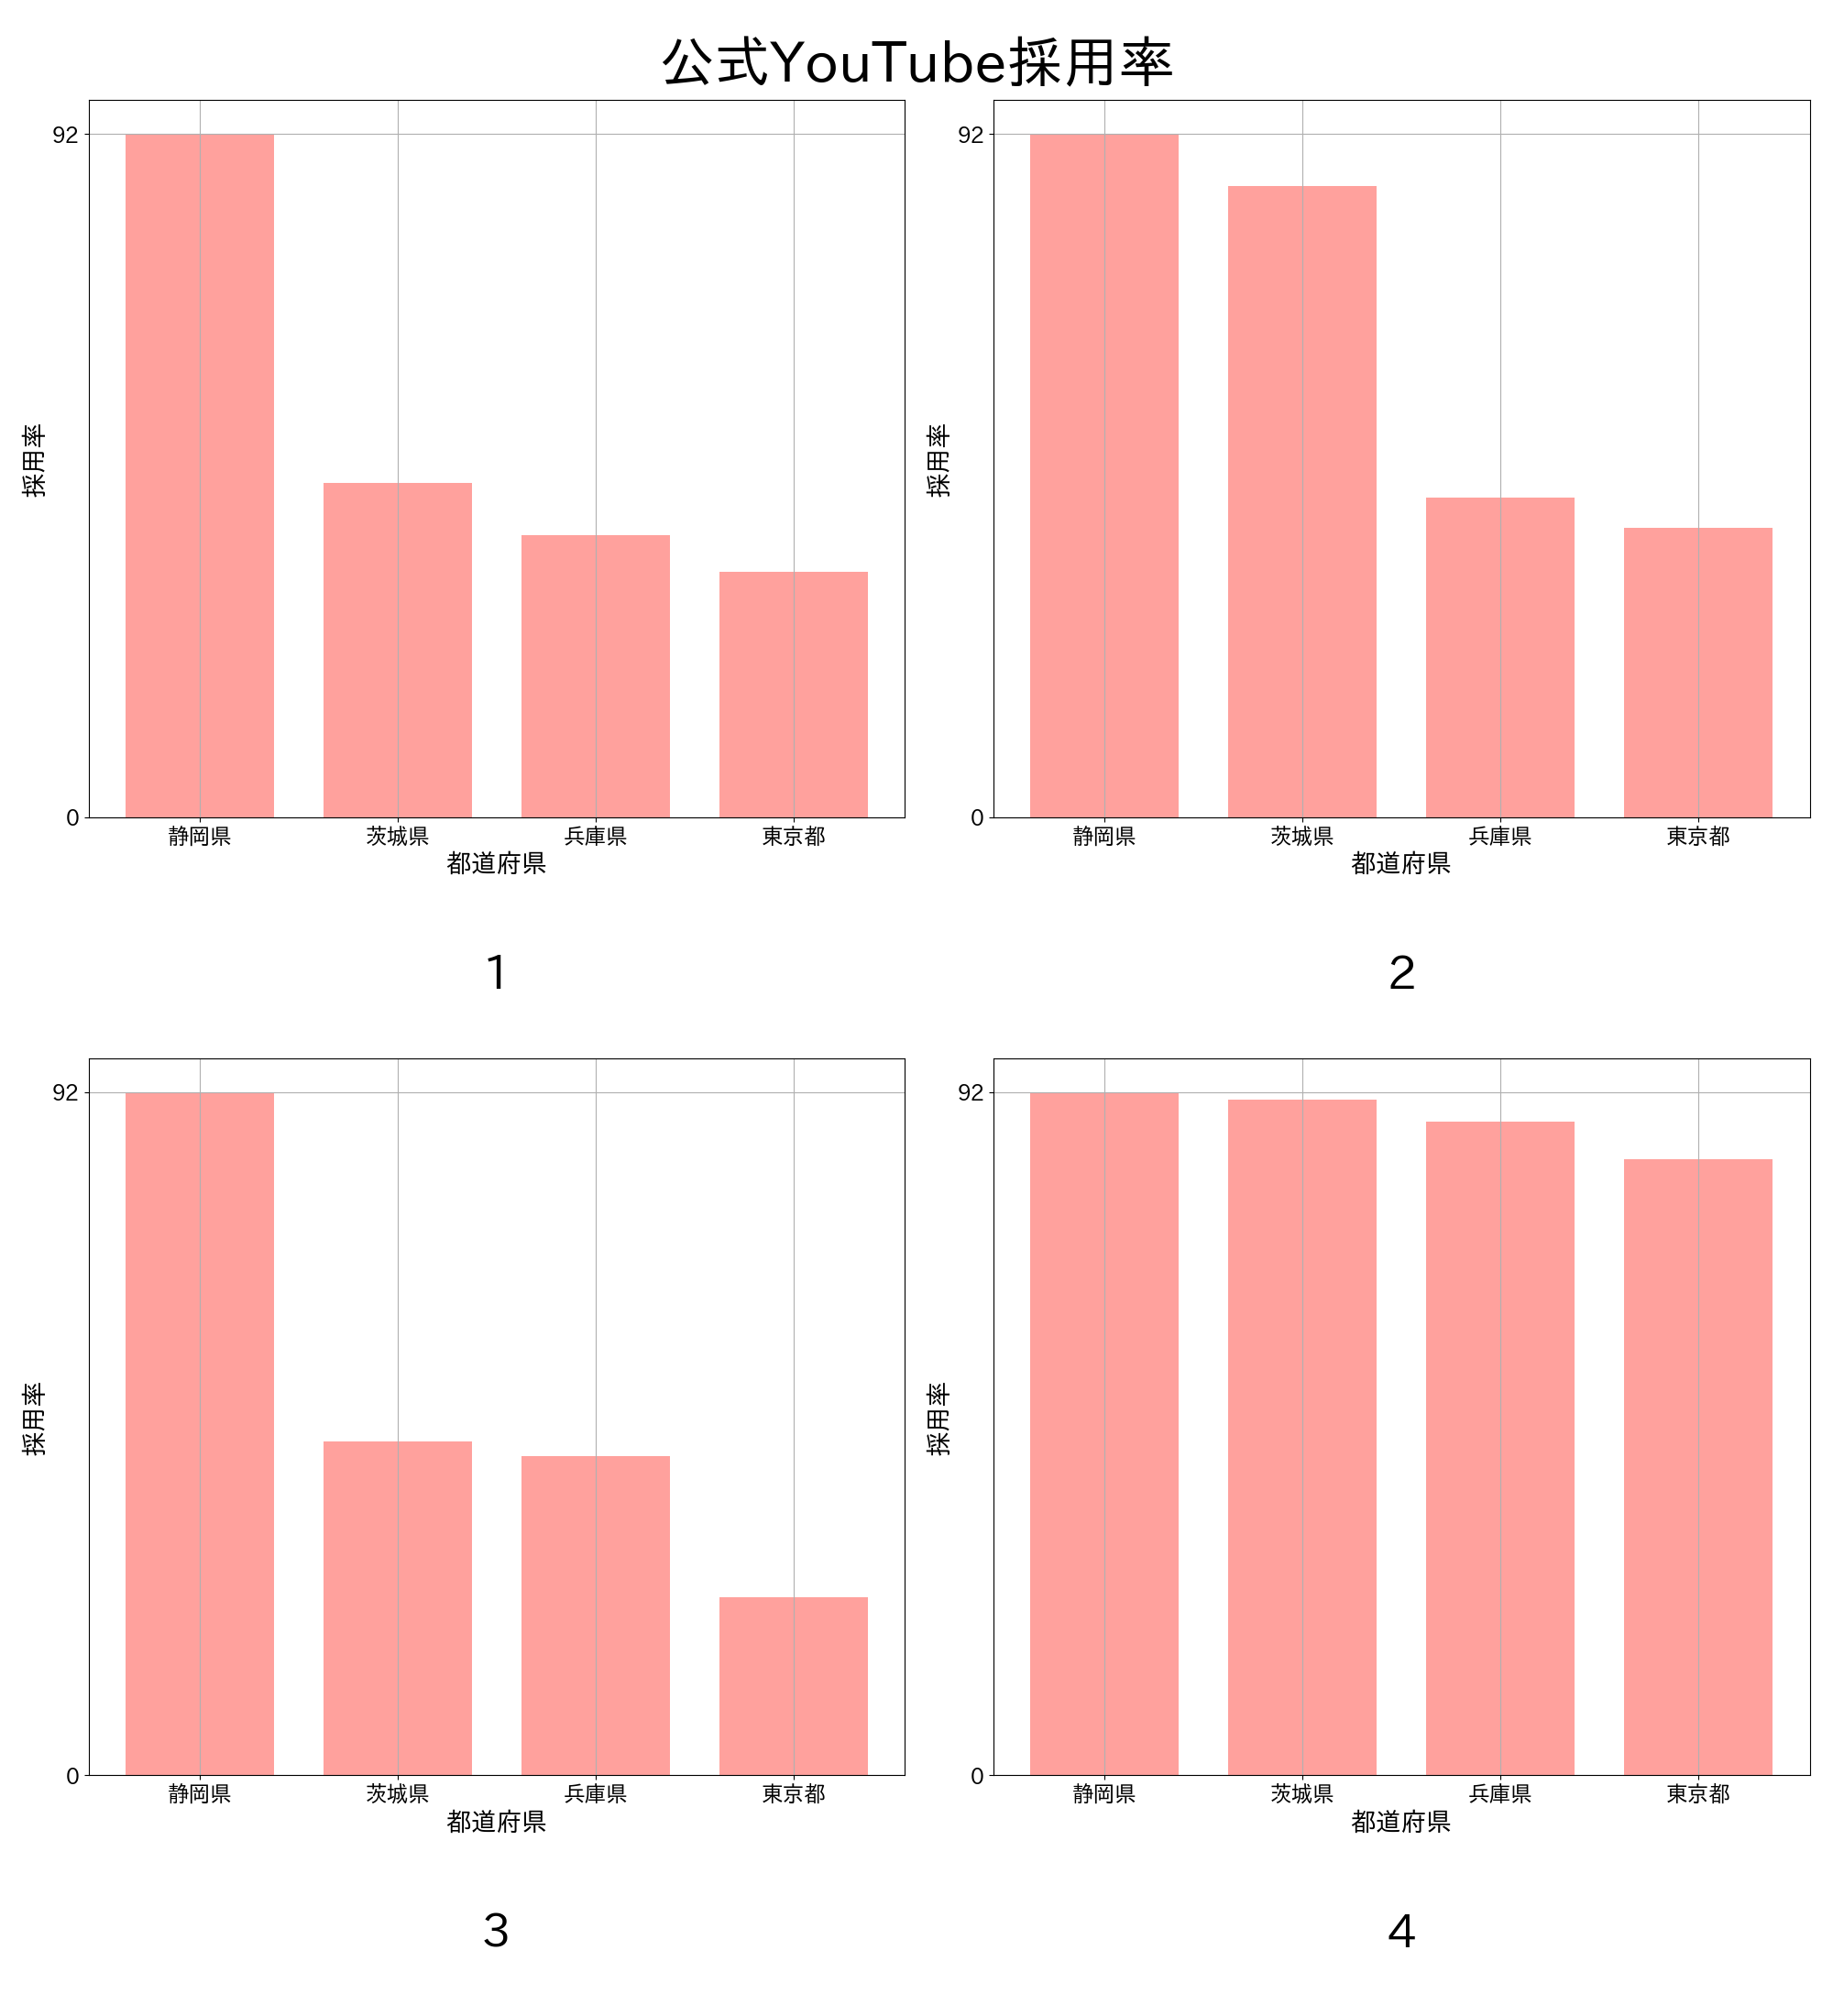 公式YouTube採用率
92
採用率
0
静岡県 茨城県 兵庫県 東京都
都道府県
1
92
採用率
0
静岡県 茨城県 兵庫県 東京都
都道府県
2
92
採用率
0
静岡県 茨城県 兵庫県 東京都
都道府県
3
92
採用率
0
静岡県 茨城県 兵庫県 東京都
都道府県
4